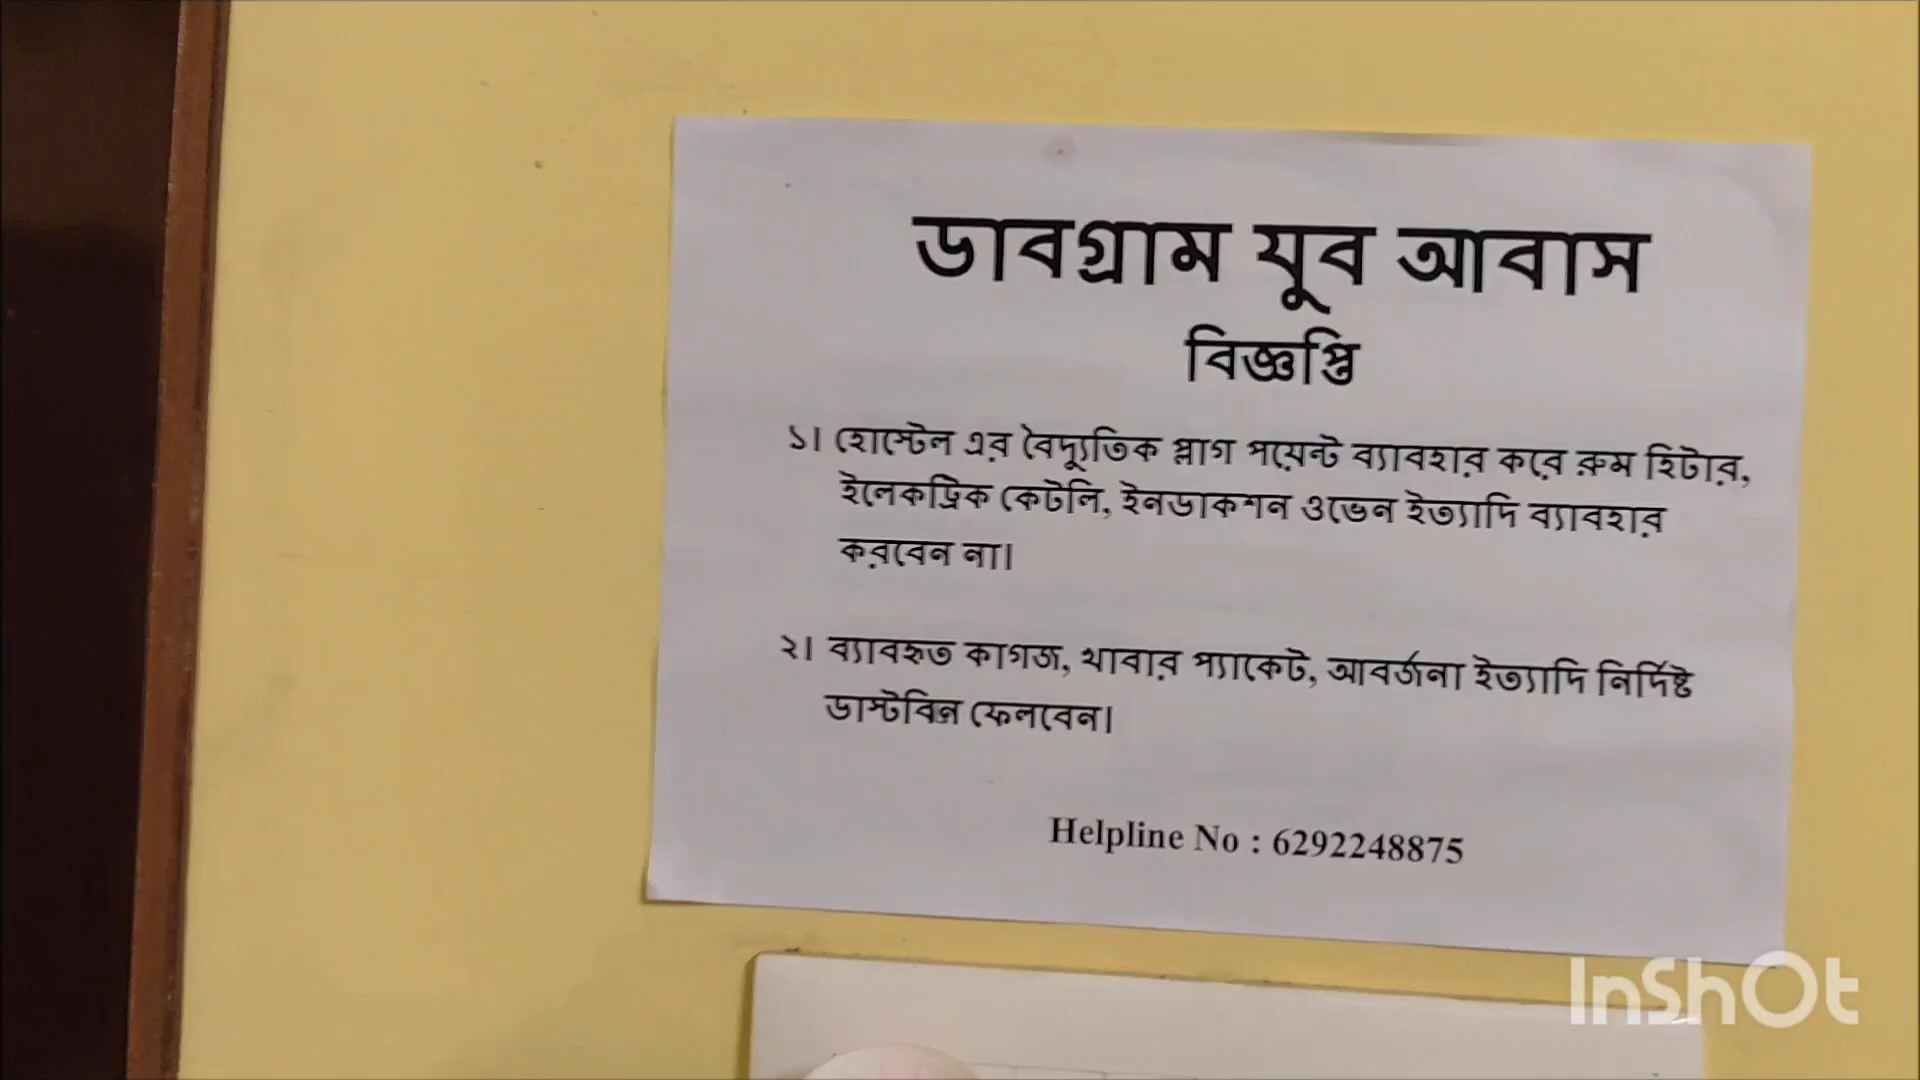 ডাবগ্রাম যুব আবাস
বিজ্ঞপ্তি
১। হোস্টেল এর বৈদ্যুতিক প্লাগ পয়েন্ট ব্যাবহার করে রুম হিটার,
ইলেকট্রিক কেটলি, ইনডাকশন ওভেন ইত্যাদি ব্যাবহার
করবেন না।
২। ব্যাবহৃত কাগজ, খাবার প্যাকেট, আবর্জনা ইত্যাদি নির্দিষ্ট
ডাস্টবিন ফেলবেন।
Helpline No : 6292248875
InShOt